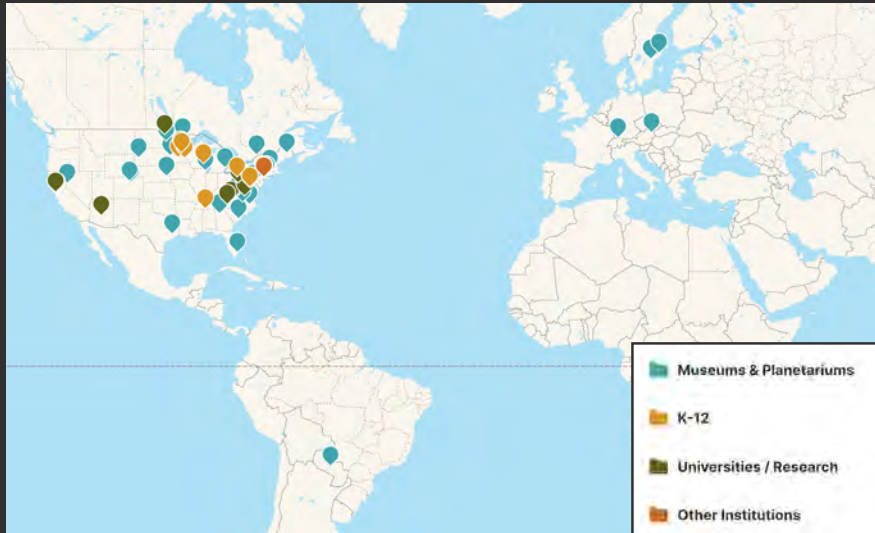 Museums & Planetariums
K-12
Universities / Research
Other Institutions